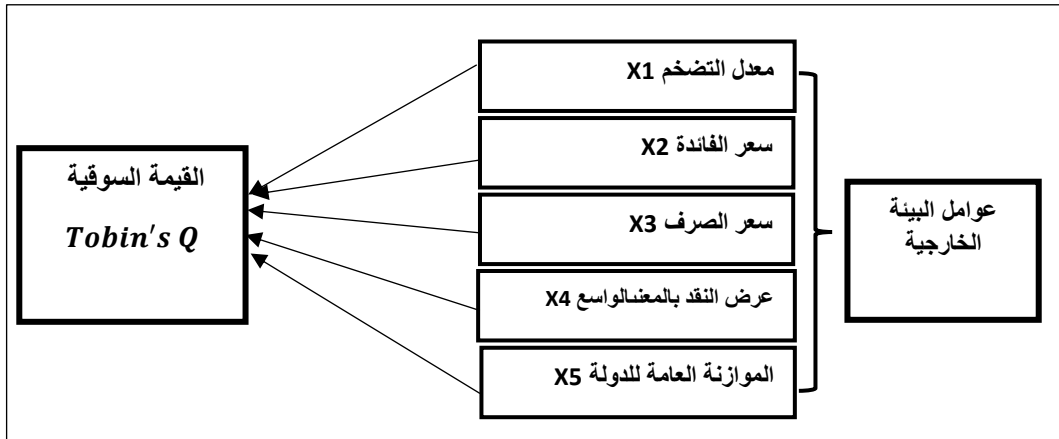 عوامل البيئة
الخارجية
معدل التضخم X1
سعر الفائدة X2
سعر الصرف X3
عرض النقد بالمعنىالواسع X4
الموازنة العامة للدولة X5
القيمة السوقية
Tobin's Q